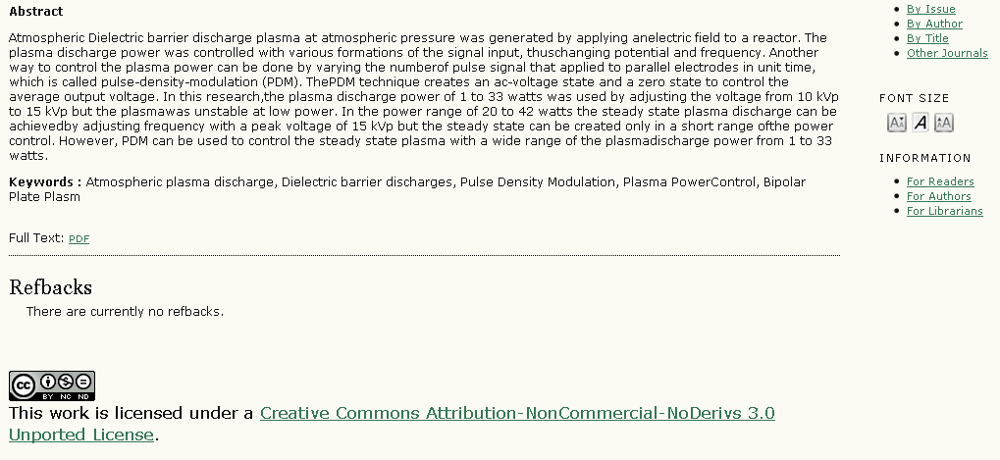 Abstract
Atmospheric Dielectric barrier discharge plasma at atmospheric pressure was generated by applying anelectric field to a reactor. The
plasma discharge power was controlled with various formations of the signal input, thuschanging potential and frequency. Another
way to control the plasma power can be done by varying the numberof pulse signal that applied to parallel electrodes in unit time,
which is called pulse-density-modulation (PDM). ThePDM technique creates an ac-voltage state and a zero state to control the
average output voltage. In this research,the plasma discharge power of 1 to 33 watts was used by adjusting the voltage from 10 kVp
to 15 kVp but the plasmawas unstable at low power. In the power range of 20 to 42 watts the steady state plasma discharge can be
achievedby adjusting frequency with a peak voltage of 15 kVp but the steady state can be created only in a short range ofthe power
control. However, PDM can be used to control the steady state plasma with a wide range of the plasmadischarge power from 1 to 33
watts.
Keywords : Atmospheric plasma discharge, Dielectric barrier discharges, Pulse Density Modulation, Plasma PowerControl, Bipolar
Plate Plasm
Full Text: PDF
Refbacks
There are currently no refbacks.
cc BY NC ND
This work is licensed under a Creative Commons Attribution-NonCommercial-NoDerivs 3.0
Unported License.
By Issue
By Author
By Title
Other Journals
FONT SIZE
A A A
INFORMATION
For Readers
For Authors
For Librarians